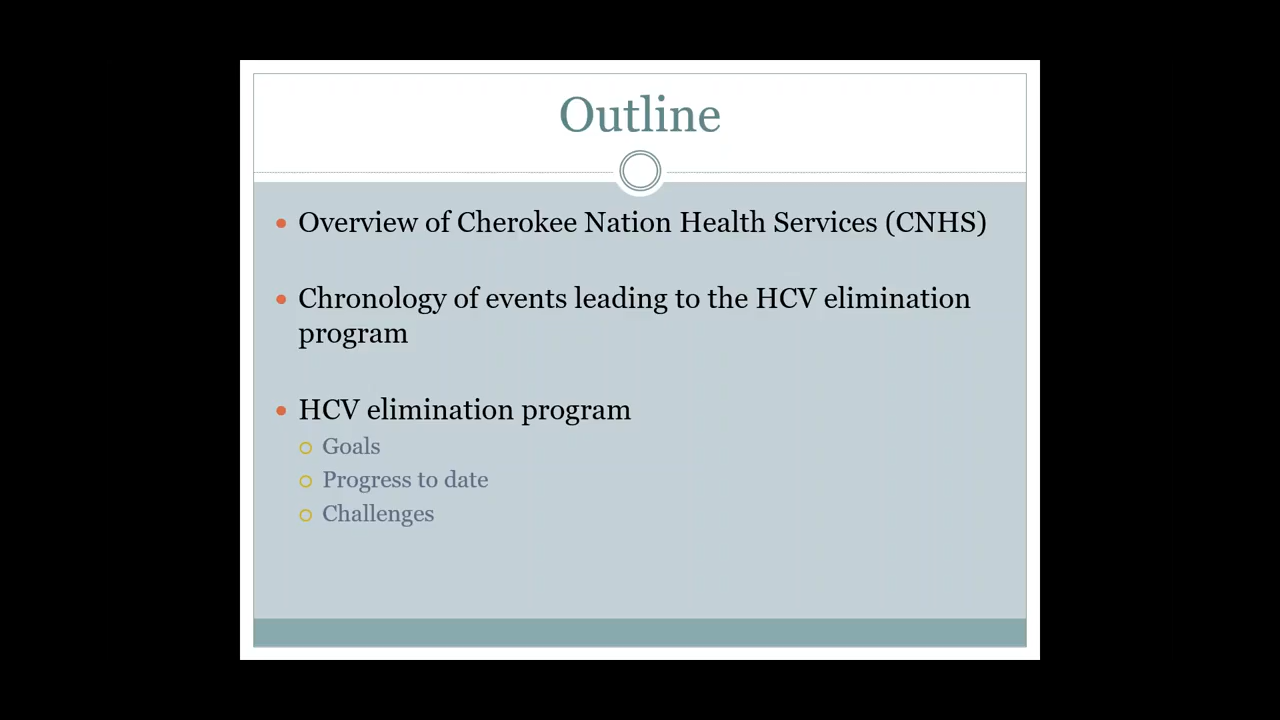 Outline
Overview of Cherokee Nation Health Services (CNHS)
Chronology of events leading to the HCV elimination
program
HCV elimination program
Goals
Progress to date
Challenges